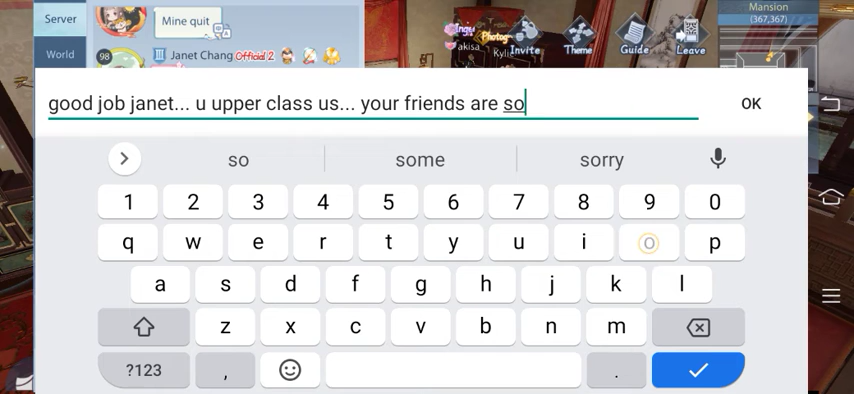 Server
Mine quit
World
98
Janet Chang Official 2
akisa
Kylie
Invite
Theme
Guide
Leave
Mansion
(367,367)
good job janet... u upper class us... your friends are so
OK
so
some
sorry
1 2 3 4 5 6 7 8 9 0
q w e r t y u i o p
a s d f g h j k l
z x c v b n m
?123 , .